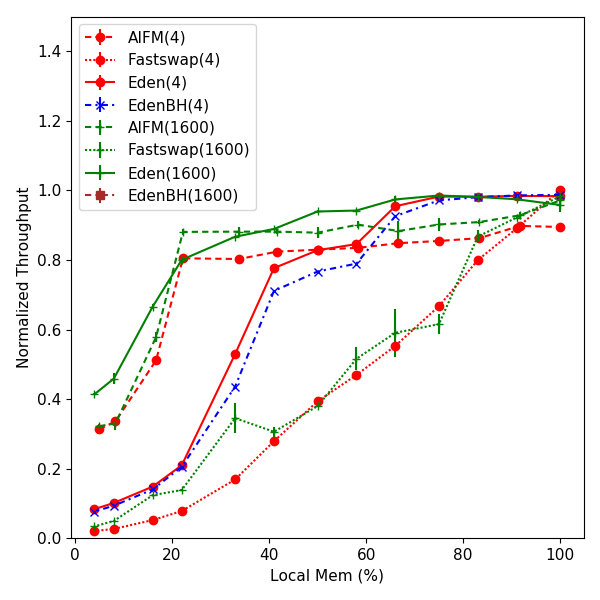 1.4
1.2
1.0
0.8
0.6
0.4
0.2
0.0
Normalized Throughput
AIFM(4)
Fastswap(4)
Eden(4)
EdenBH(4)
AIFM(1600)
Fastswap(1600)
Eden(1600)
EdenBH(1600)
0 20 40 60 80 100
Local Mem (%)